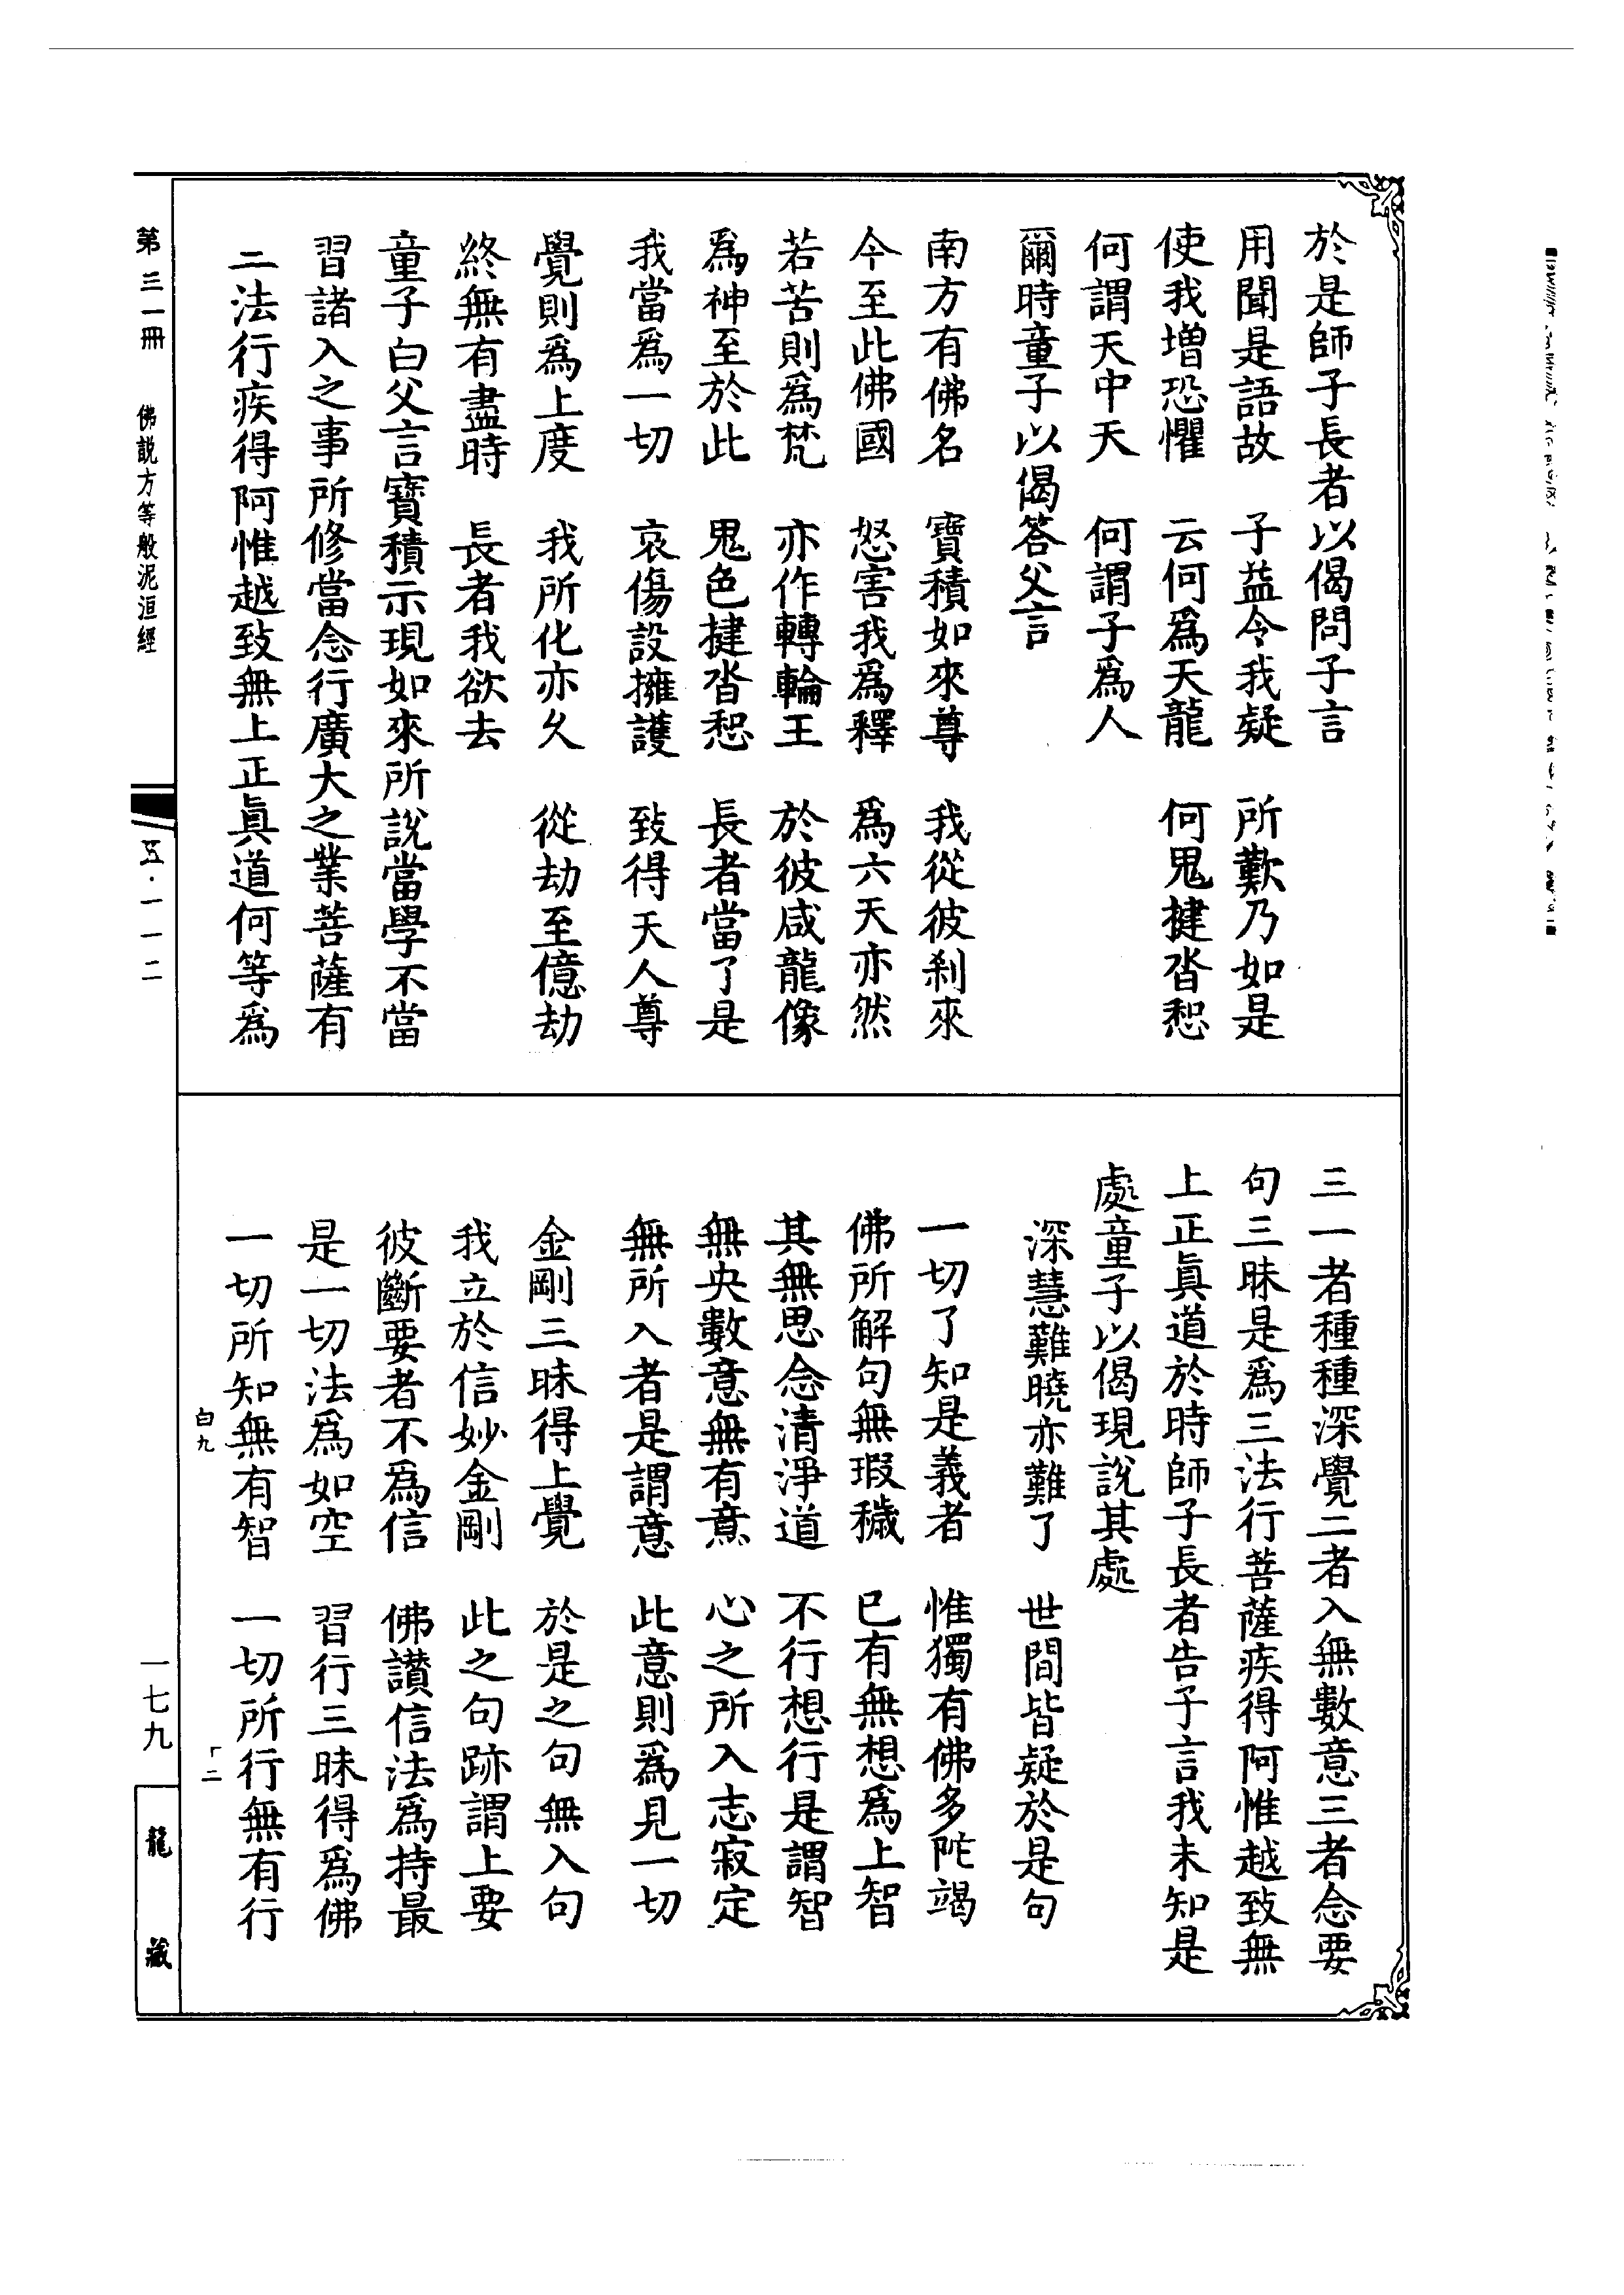 於是師子長者以偈問子言
用聞是語故　子益令我疑　所歎乃如是
使我增恐懼　云何爲天龍　何鬼揵沓惒
何謂天中天　何謂子爲人
爾時童子以偈答父言
南方有佛名　寶積如來尊　我從彼刹來
今至此佛國　怒害我爲釋　爲六天亦然
若苦則爲梵　亦作轉輪王　於彼咸龍像
爲神至於此　鬼色揵沓惒　長者當了是
我當爲一切　哀傷設擁護　致得天人尊
覺則爲上度　我所化亦久　從劫至億劫
終無有盡時　長者我欲去
童子白父言寶積示現如來所說當學不當
習諸入之事所修當念行廣大之業菩薩有
二法行疾得阿惟越致無上正眞道何等爲
三一者種種深覺二者入無數意三者念要
句三昧是爲三法行菩薩疾得阿惟越致無
上正眞道於時師子長者告子言我未知是
處童子以偈現說其處
深慧難曉亦難了　世間皆疑於是句
一切了知是義者　惟獨有佛多陀竭
佛所解句無瑕穢　已有無想爲上智
其無思念清淨道　不行想行是謂智
無央數意無有意　心之所入志寂定
無所入者是謂意　此意則爲見一切
金剛三昧得上覺　於是之句無入句
我立於信妙金剛　此之句跡謂上要
彼斷要者不爲信　佛讚信法爲持最
是一切法爲如空　習行三昧得爲佛
一切所知無有智　一切所行無有行
白九
「二
第三一冊　佛説方等般泥洹經
五·一一二
一七九
龍藏